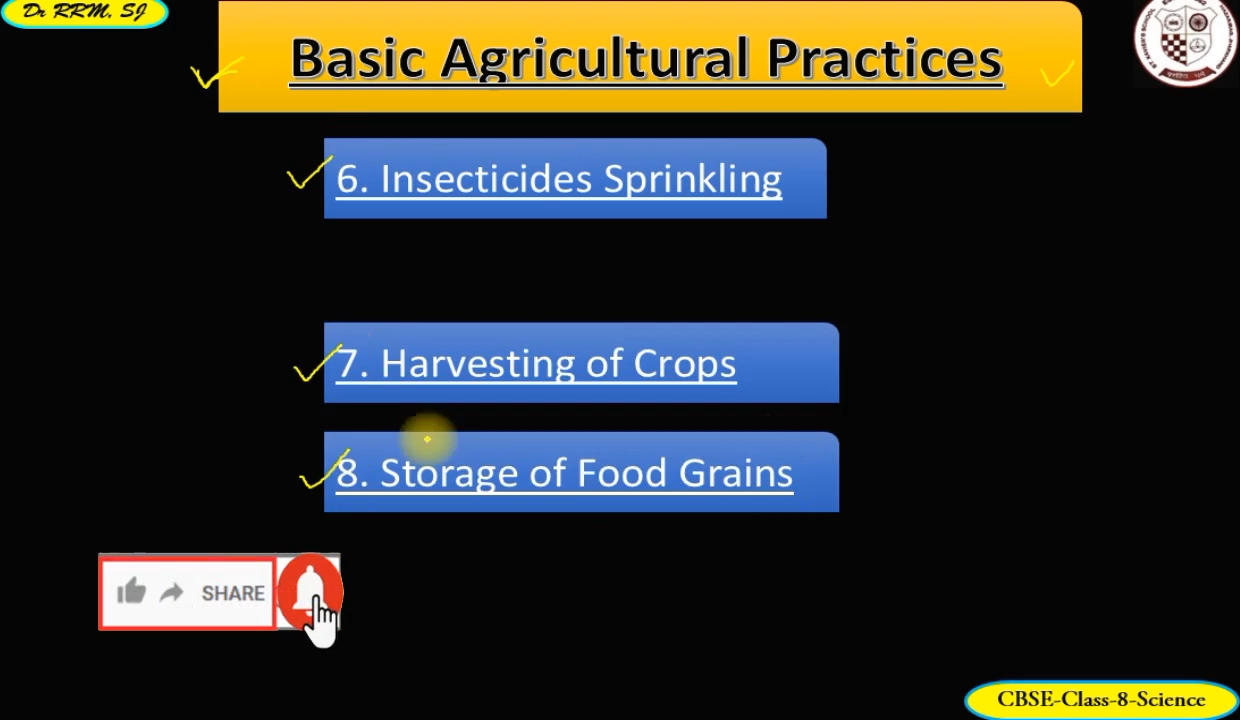 Dr RRM, SJ
Basic Agricultural Practices
6. Insecticides Sprinkling
7. Harvesting of Crops
8. Storage of Food Grains
SHARE
CBSE-Class-8-Science